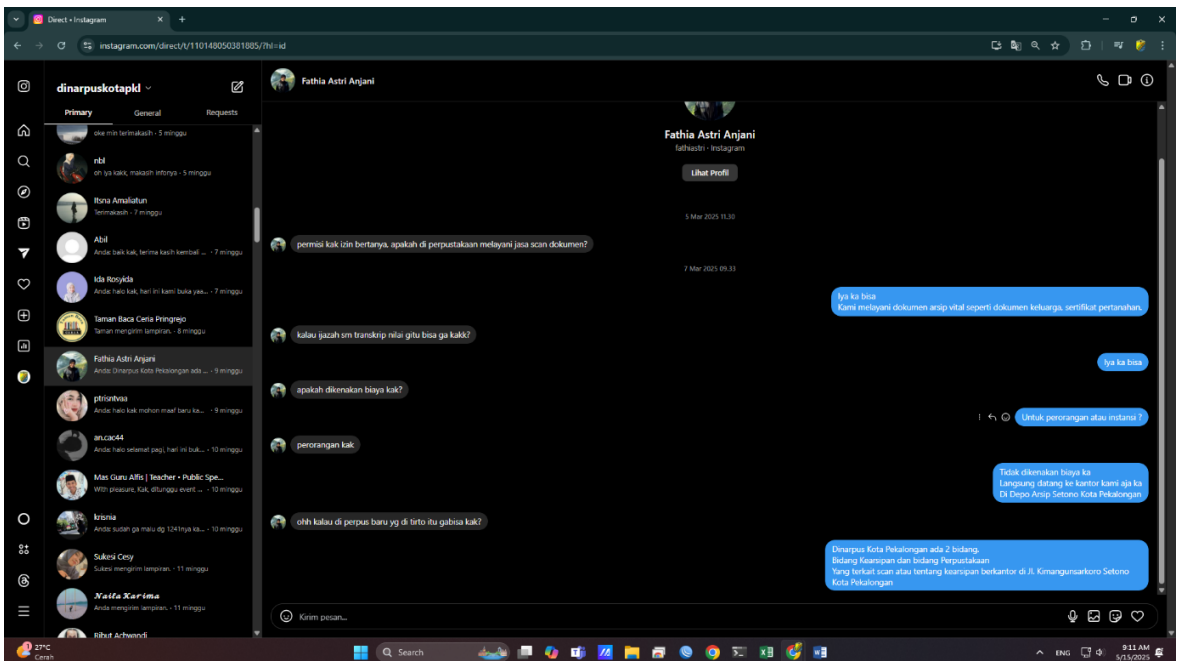 Direct • Instagram
instagram.com/direct/t/110148050381885/?hl=id
dinarpuskotapkl
Primary General Requests
oke min terimakasih · 5 minggu
nbl
on iya kakk, makasih infonya · 5 minggu
Itsna Amaliatun
Terimakasih · 7 minggu
Abil
Anda: baik kak, terima kasih kembali ... · 7 minggu
Ida Rosyida
Anda: halo kak, hari ini kami buka yaa... · 7 minggu
Taman Baca Ceria Pringrejo
Taman mengirim lampiran. · 8 minggu
Fathia Astri Anjani
Anda: Dinarpus Kota Pekalongan ada ... · 9 minggu
ptrisntvaa
Anda: halo kak mohon maaf baru ka... · 9 minggu
an.cac44
Anda: halo selamat pagi, hari ini buk... · 10 minggu
Mas Guru Alfis | Teacher • Public Spe...
With pleasure, Kak, ditunggu event ... · 10 minggu
krisnia
Anda: sudah ga malu dg 1241nya ka... · 10 minggu
Sukesi Cesy
Sukesi mengirim lampiran. · 11 minggu
Naila Karima
Anda mengirim lampiran. · 11 minggu
Ribut Achwandi
Fathia Astri Anjani
Fathia Astri Anjani
fathiastri · Instagram
Lihat Profil
5 Mar 2025 11.30
permisi kak izin bertanya, apakah di perpustakaan melayani jasa scan dokumen?
7 Mar 2025 09.33
Iya ka bisa
Kami melayani dokumen arsip vital seperti dokumen keluarga, sertifikat pertanahan.
kalau ijazah sm transkrip nilai gitu bisa ga kakk?
Iya ka bisa
apakah dikenakan biaya kak?
Untuk perorangan atau instansi ?
perorangan kak
Tidak dikenakan biaya ka
Langsung datang ke kantor kami aja ka
Di Depo Arsip Setono Kota Pekalongan
ohh kalau di perpus baru yg di tirto itu gabisa kak?
Dinarpus Kota Pekalongan ada 2 bidang.
Bidang Kearsipan dan bidang Perpustakaan
Yang terkait scan atau tentang kearsipan berkantor di Jl. Kimangunsarkoro Setono
Kota Pekalongan
Kirim pesan...
27°C
Cerah
Search
ENG
9:11 AM
5/15/2025